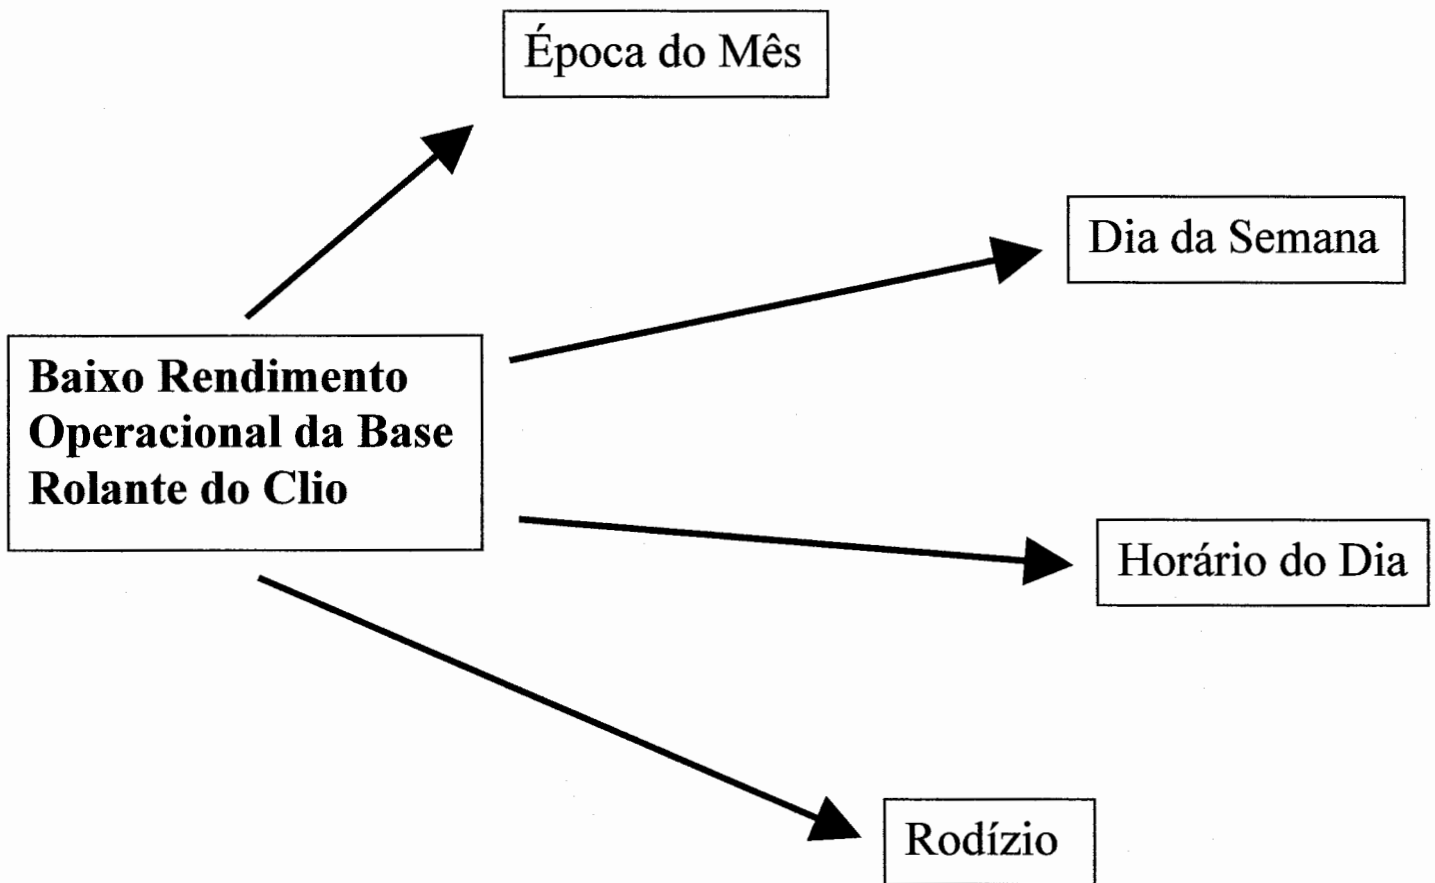 Época do Mês
Dia da Semana
Baixo Rendimento
Operacional da Base
Rolante do Clio
Horário do Dia
Rodízio